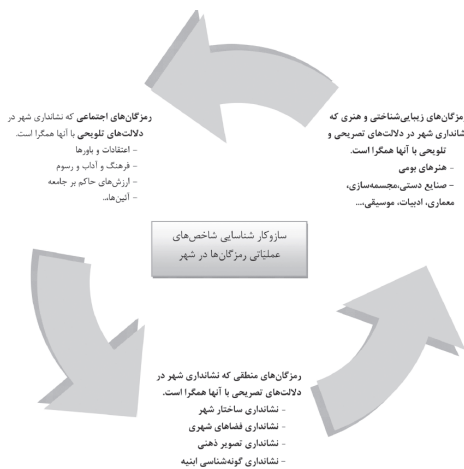 رمزگان‌های زیبایی‌شناختی و هنری که
نشانداری شهر در دلالت‌های تصریحی و
تلویحی با آنها همگرا است.
- هنرهای بومی
- صنایع دستی،مجسمه‌سازی،
معماری، ادبیات، موسیقی،...
رمزگان‌های اجتماعی که نشانداری شهر در
دلالت‌های تلویحی با آنها همگرا است.
- اعتقادات و باورها
- فرهنگ و آداب و رسوم
- ارزش‌های حاکم بر جامعه
- آئین‌ها،..
سازوکار شناسایی شاخص‌های
عملیّاتی رمزگان‌ها در شهر
رمزگان‌های منطقی که نشانداری شهر در
دلالت‌های تصریحی با آنها همگرا است.
- نشانداری ساختار شهر
- نشانداری فضاهای شهری
- نشانداری تصویر ذهنی
- نشانداری گونه‌شناسی ابنیه